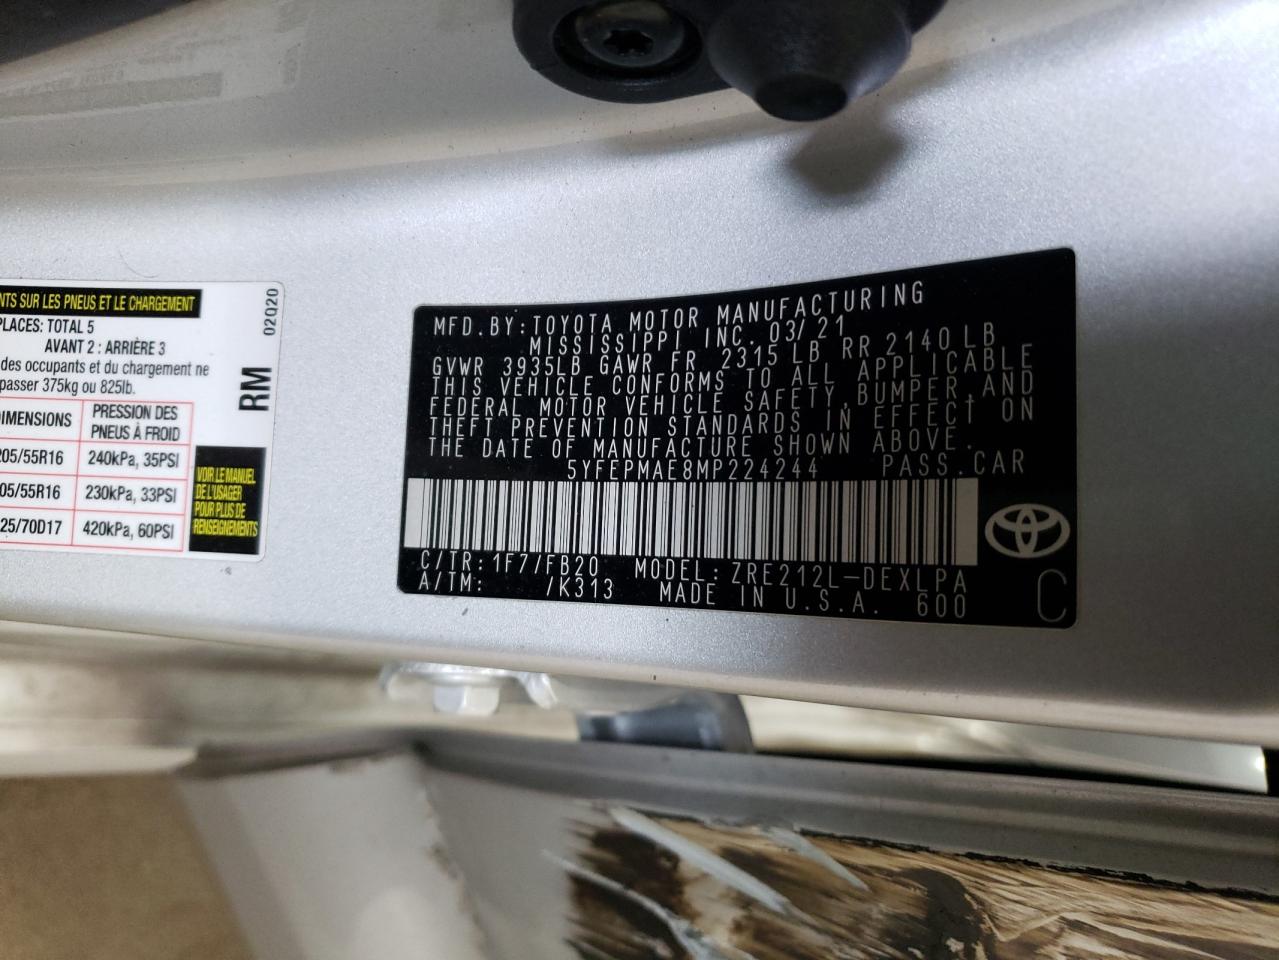 NTS SUR LES PNEUS ET LE CHARGEMENT
PLACES: TOTAL 5
AVANT 2 : ARRIÈRE 3
des occupants et du chargement ne
passer 375kg ou 825lb.
DIMENSIONS PRESSION DES PNEUS À FROID
205/55R16 240kPa, 35PSI
05/55R16 230kPa, 33PSI
25/70D17 420kPa, 60PSI
02Q20
RM
VOIR LE MANUEL
DE L'USAGER
POUR PLUS DE
RENSEIGNEMENTS
MFD.BY:TOYOTA MOTOR MANUFACTURING
MISSISSIPPI INC. 03/21
GVWR 3935LB GAWR FR 2315LB RR 2140LB
THIS VEHICLE CONFORMS TO ALL APPLICABLE
FEDERAL MOTOR VEHICLE SAFETY,BUMPER,AND
THEFT PREVENTION STANDARDS IN EFFECT ON
THE DATE OF MANUFACTURE SHOWN ABOVE.
5YFEPMAE8MP224244 PASS.CAR
C/TR:1F7/FB20 MODEL:ZRE212L-DEXLPA
A/TM: /K313 MADE IN U.S.A. 600
C